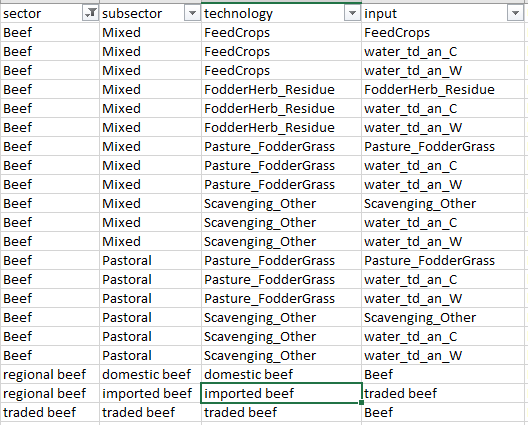 sector subsector technology input
Beef Mixed FeedCrops FeedCrops
Beef Mixed FeedCrops water_td_an_C
Beef Mixed FeedCrops water_td_an_W
Beef Mixed FodderHerb_Residue FodderHerb_Residue
Beef Mixed FodderHerb_Residue water_td_an_C
Beef Mixed FodderHerb_Residue water_td_an_W
Beef Mixed Pasture_FodderGrass Pasture_FodderGrass
Beef Mixed Pasture_FodderGrass water_td_an_C
Beef Mixed Pasture_FodderGrass water_td_an_W
Beef Mixed Scavenging_Other Scavenging_Other
Beef Mixed Scavenging_Other water_td_an_C
Beef Mixed Scavenging_Other water_td_an_W
Beef Pastoral Pasture_FodderGrass Pasture_FodderGrass
Beef Pastoral Pasture_FodderGrass water_td_an_C
Beef Pastoral Pasture_FodderGrass water_td_an_W
Beef Pastoral Scavenging_Other Scavenging_Other
Beef Pastoral Scavenging_Other water_td_an_C
Beef Pastoral Scavenging_Other water_td_an_W
regional beef domestic beef domestic beef Beef
regional beef imported beef imported beef traded beef
traded beef traded beef traded beef Beef